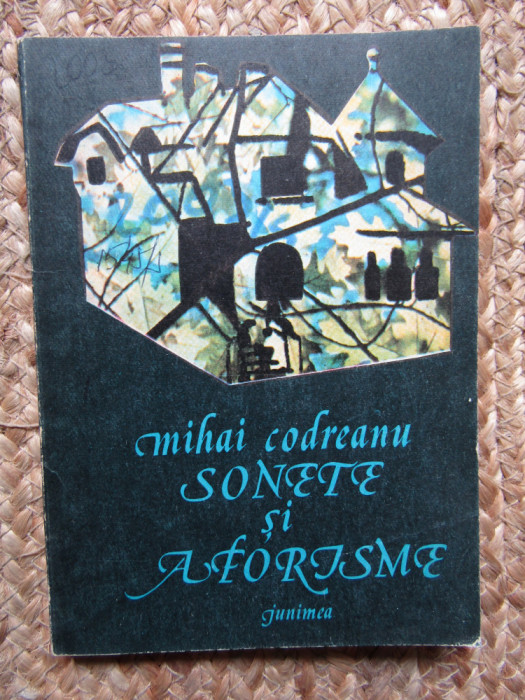 mihai codreanu
SONETE
și
AFORISME
junimea